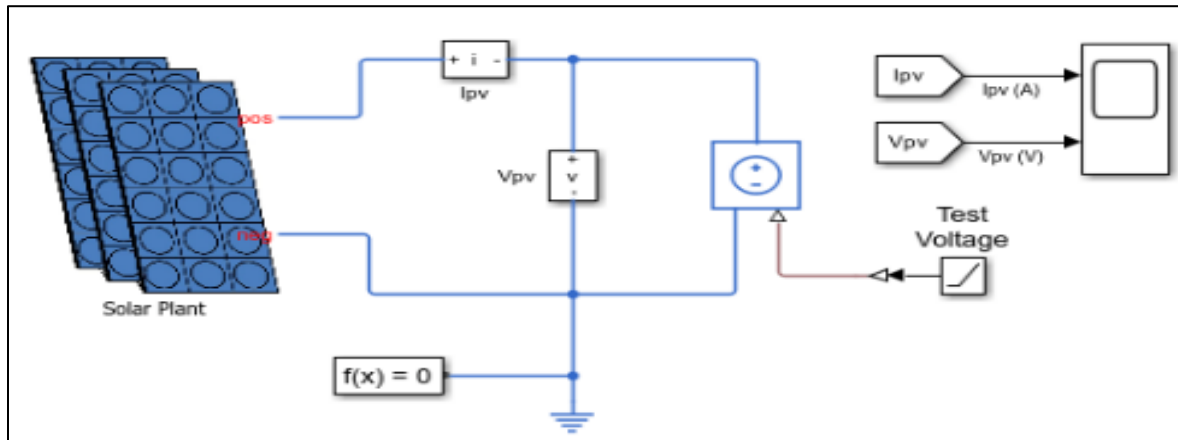 + i -
Ipv
pos
neg
Solar Plant
Vpv
+
v
-
+
-
f(x) = 0
Ipv
Ipv (A)
Vpv
Vpv (V)
Test
Voltage